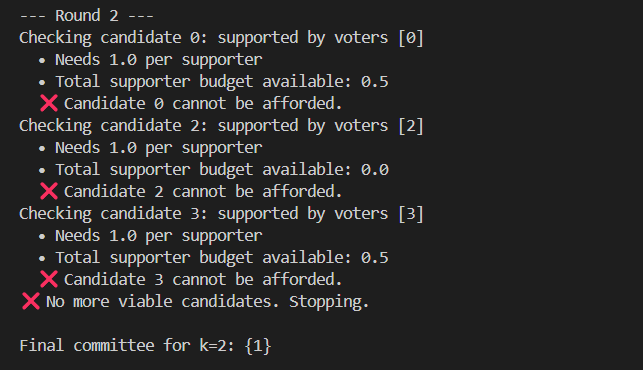 --- Round 2 ---
Checking candidate 0: supported by voters [0]
• Needs 1.0 per supporter
• Total supporter budget available: 0.5
❌ Candidate 0 cannot be afforded.
Checking candidate 2: supported by voters [2]
• Needs 1.0 per supporter
• Total supporter budget available: 0.0
❌ Candidate 2 cannot be afforded.
Checking candidate 3: supported by voters [3]
• Needs 1.0 per supporter
• Total supporter budget available: 0.5
❌ Candidate 3 cannot be afforded.
❌ No more viable candidates. Stopping.
Final committee for k=2: {1}